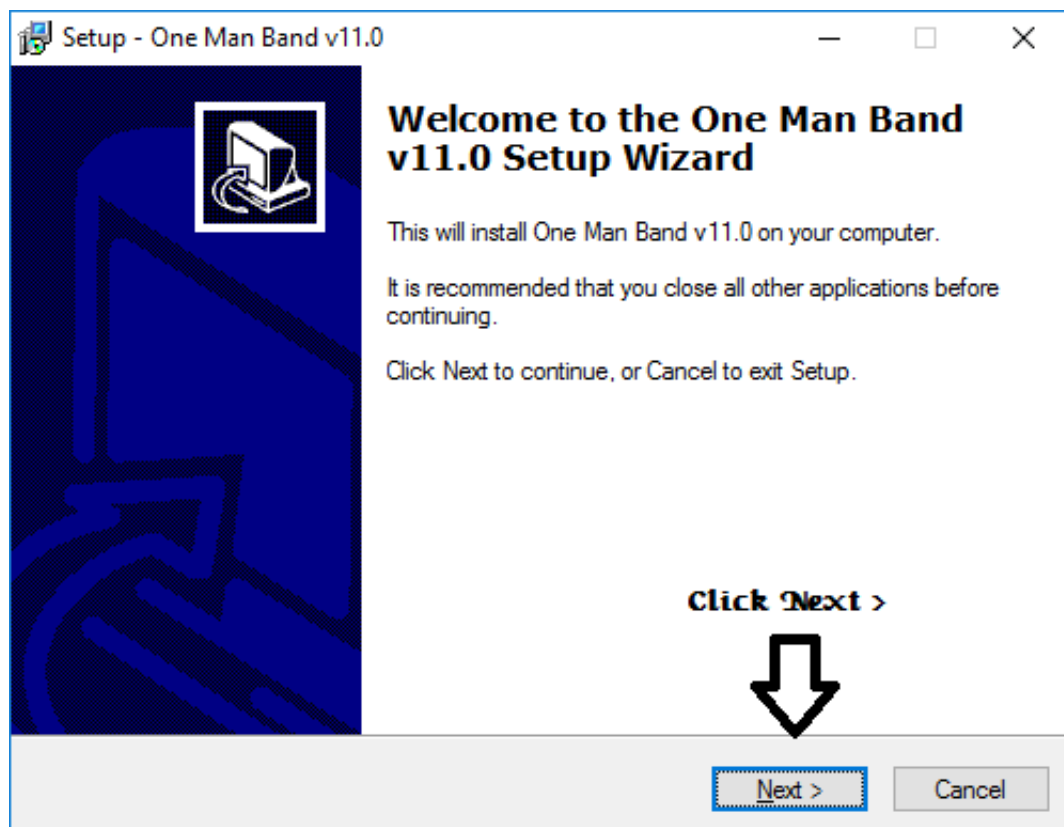 Setup - One Man Band v11.0
Welcome to the One Man Band
v11.0 Setup Wizard
This will install One Man Band v11.0 on your computer.
It is recommended that you close all other applications before
continuing.
Click Next to continue, or Cancel to exit Setup.
Click Next >
Next >
Cancel